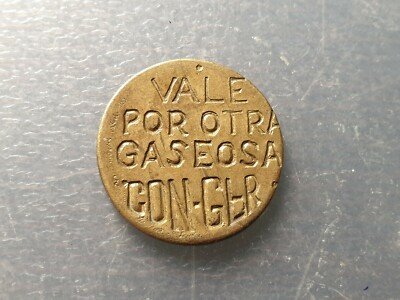 VALE
POR OTRA
GASEOSA
CON-GER